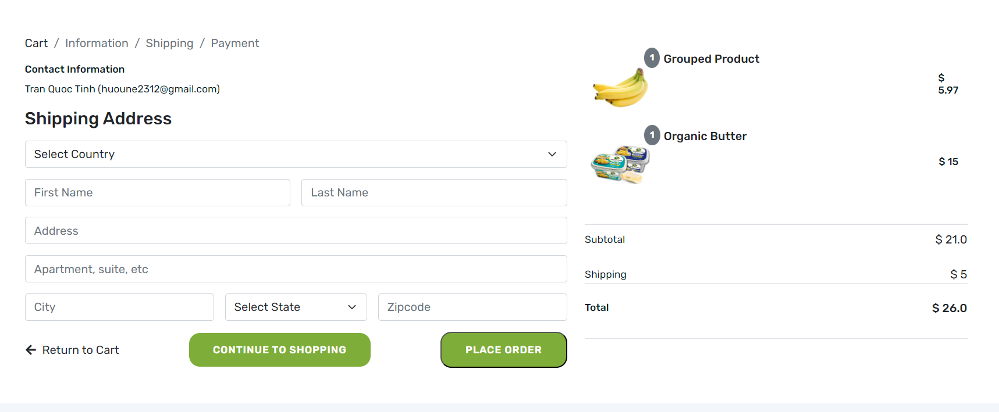 Cart / Information / Shipping / Payment
Contact Information
Tran Quoc Tinh (huoune2312@gmail.com)
Shipping Address
Select Country
First Name
Last Name
Address
Apartment, suite, etc
City
Select State
Zipcode
Return to Cart
CONTINUE TO SHOPPING
PLACE ORDER
1 Grouped Product
$
5.97
1 Organic Butter
$ 15
Subtotal
$ 21.0
Shipping
$ 5
Total
$ 26.0